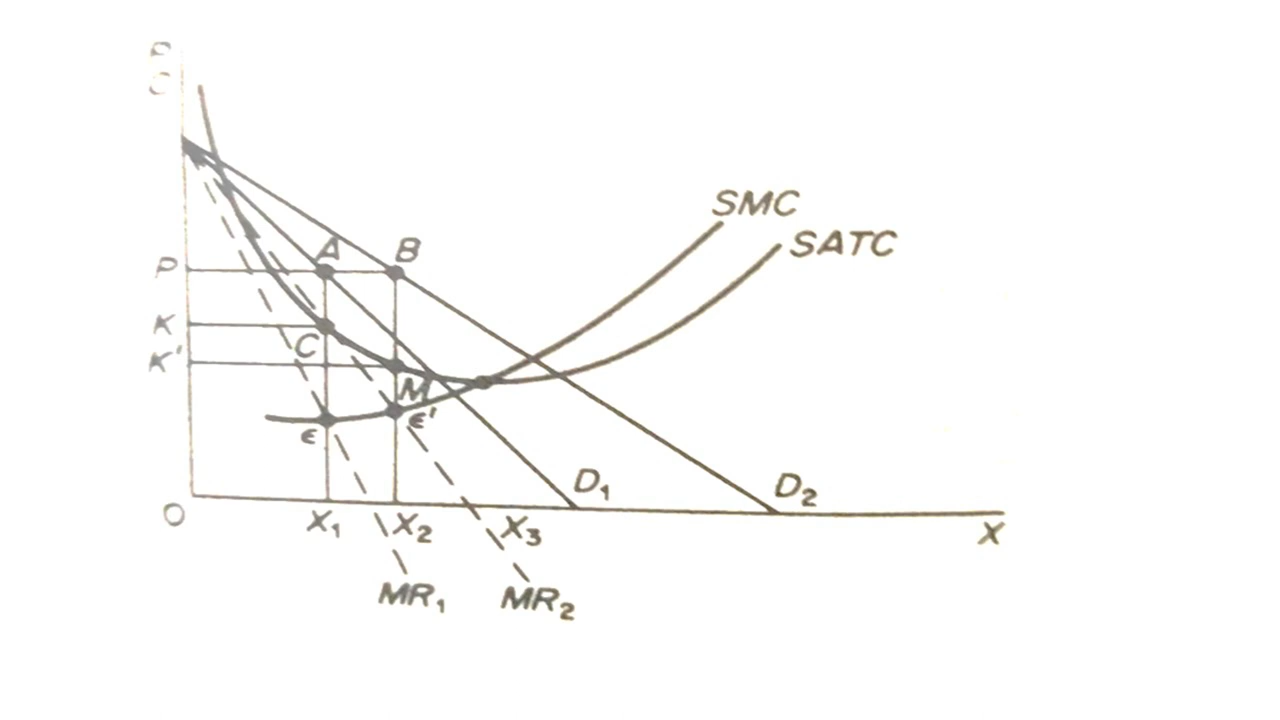 P
C
SMC
SATC
A B
P
K
C
K'
M
ϵ ϵ'
D₁ D₂
O X₁ X₂ X₃ X
MR₁ MR₂